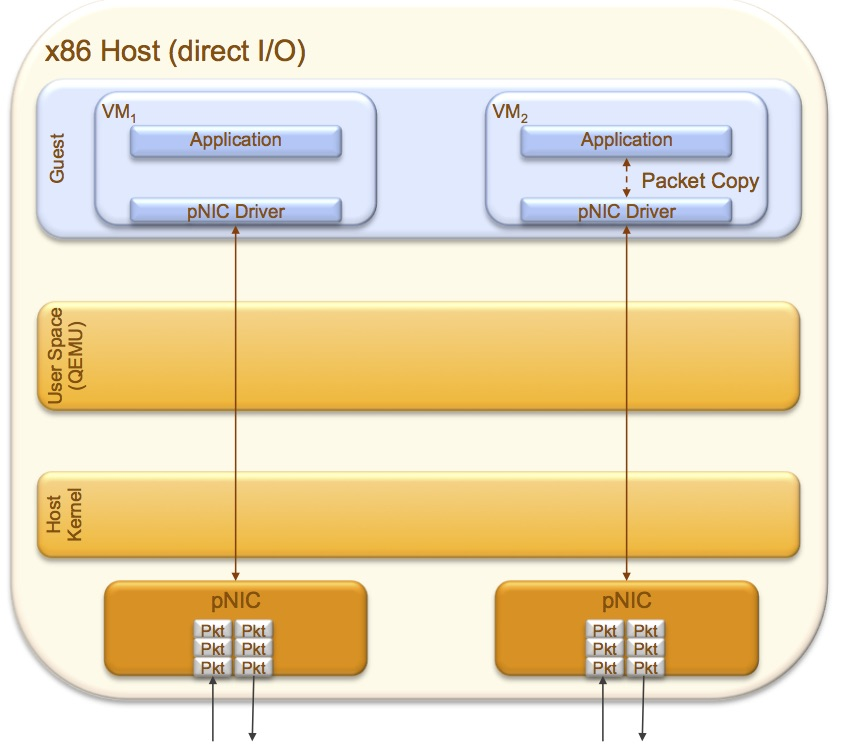 x86 Host (direct I/O)
Guest
VM1
Application
pNIC Driver
VM2
Application
Packet Copy
pNIC Driver
User Space
(QEMU)
Host
Kernel
pNIC
Pkt Pkt
Pkt Pkt
Pkt Pkt
pNIC
Pkt Pkt
Pkt Pkt
Pkt Pkt